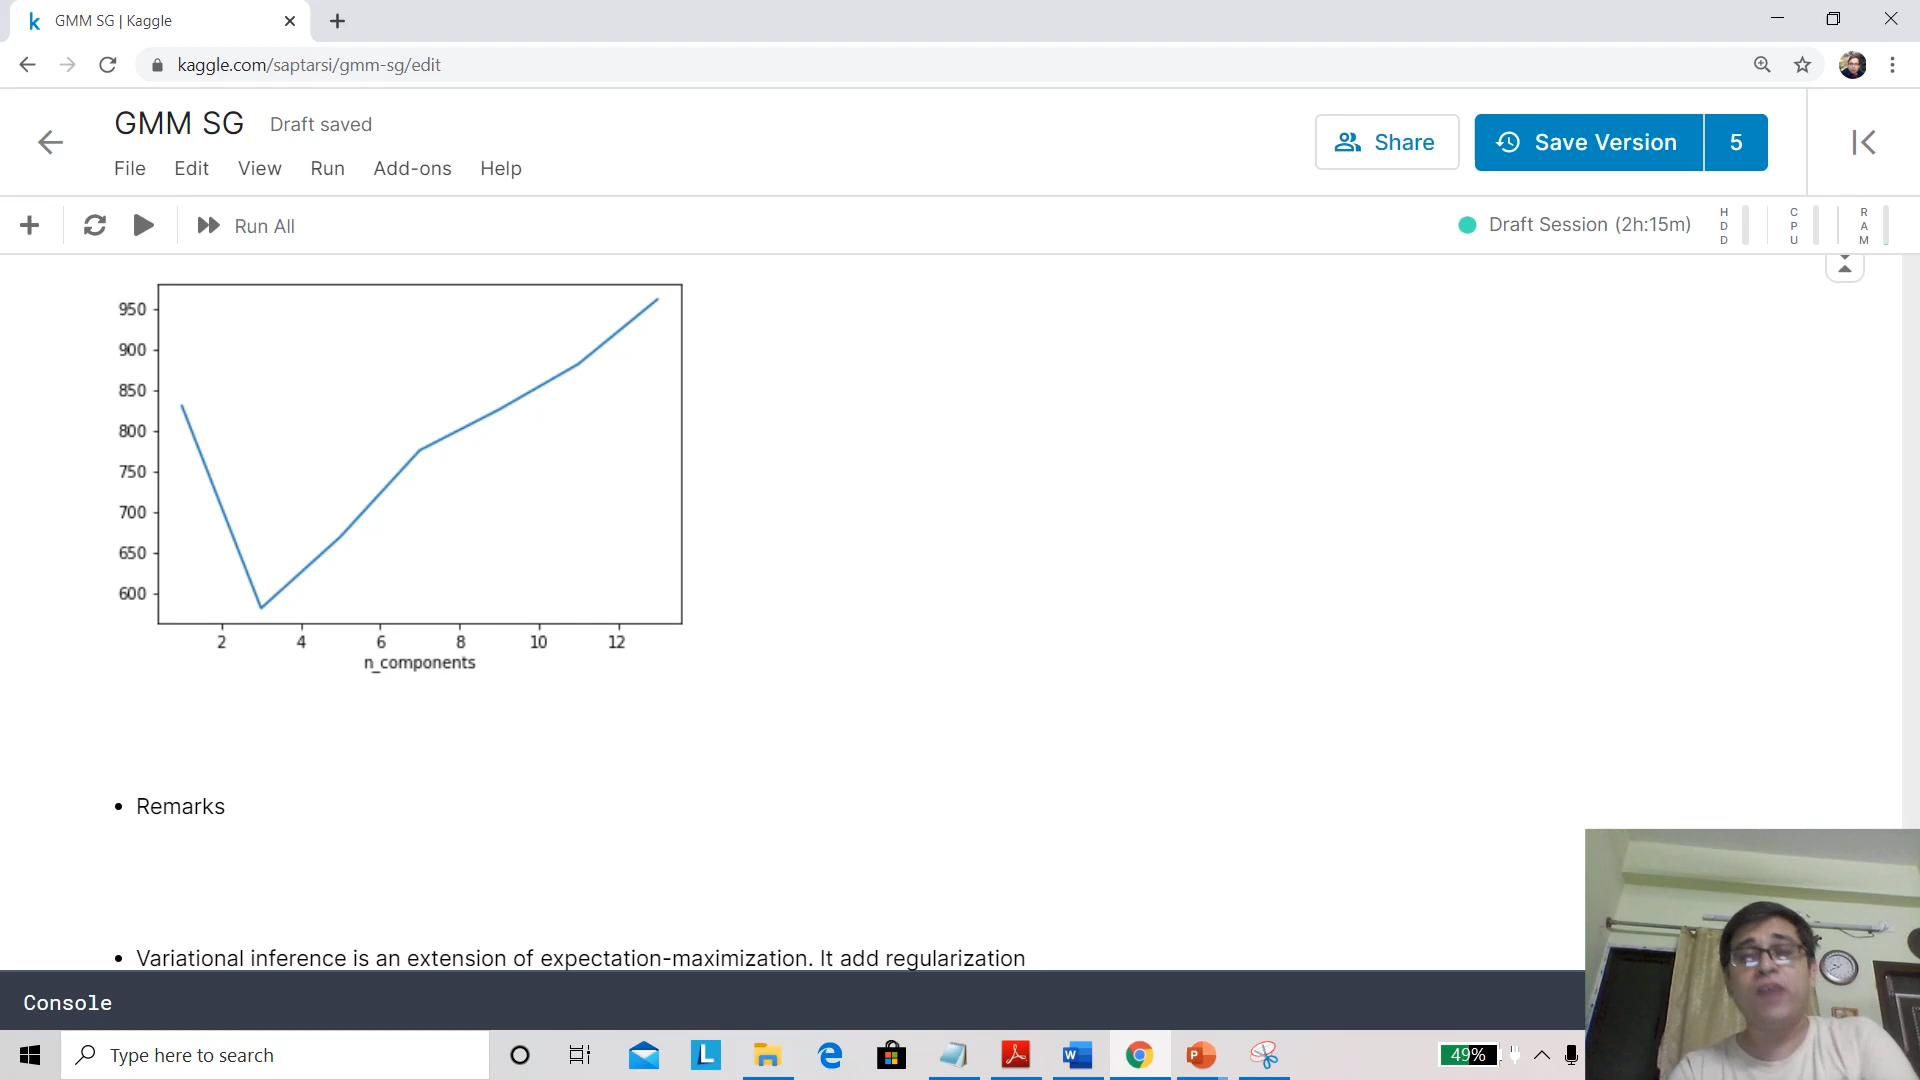 GMM SG | Kaggle
kaggle.com/saptarsi/gmm-sg/edit
GMM SG Draft saved
Share
Save Version 5
File Edit View Run Add-ons Help
Run All
Draft Session (2h:15m)
HDD
CPU
RAM
950
900
850
800
750
700
650
600
2 4 6 8 10 12
n_components
• Remarks
• Variational inference is an extension of expectation-maximization. It add regularization
Console
Type here to search
49%